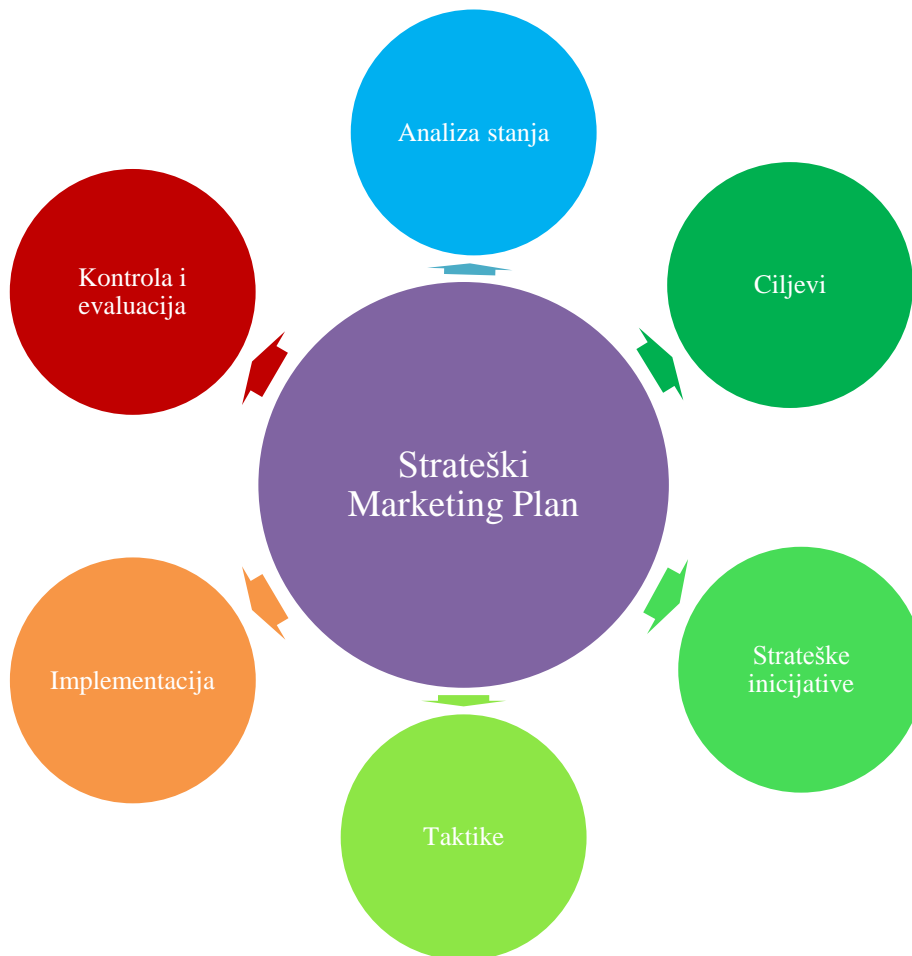 Analiza stanja
Ciljevi
Strateške
inicijative
Taktike
Implementacija
Kontrola i
evaluacija
Strateški
Marketing Plan